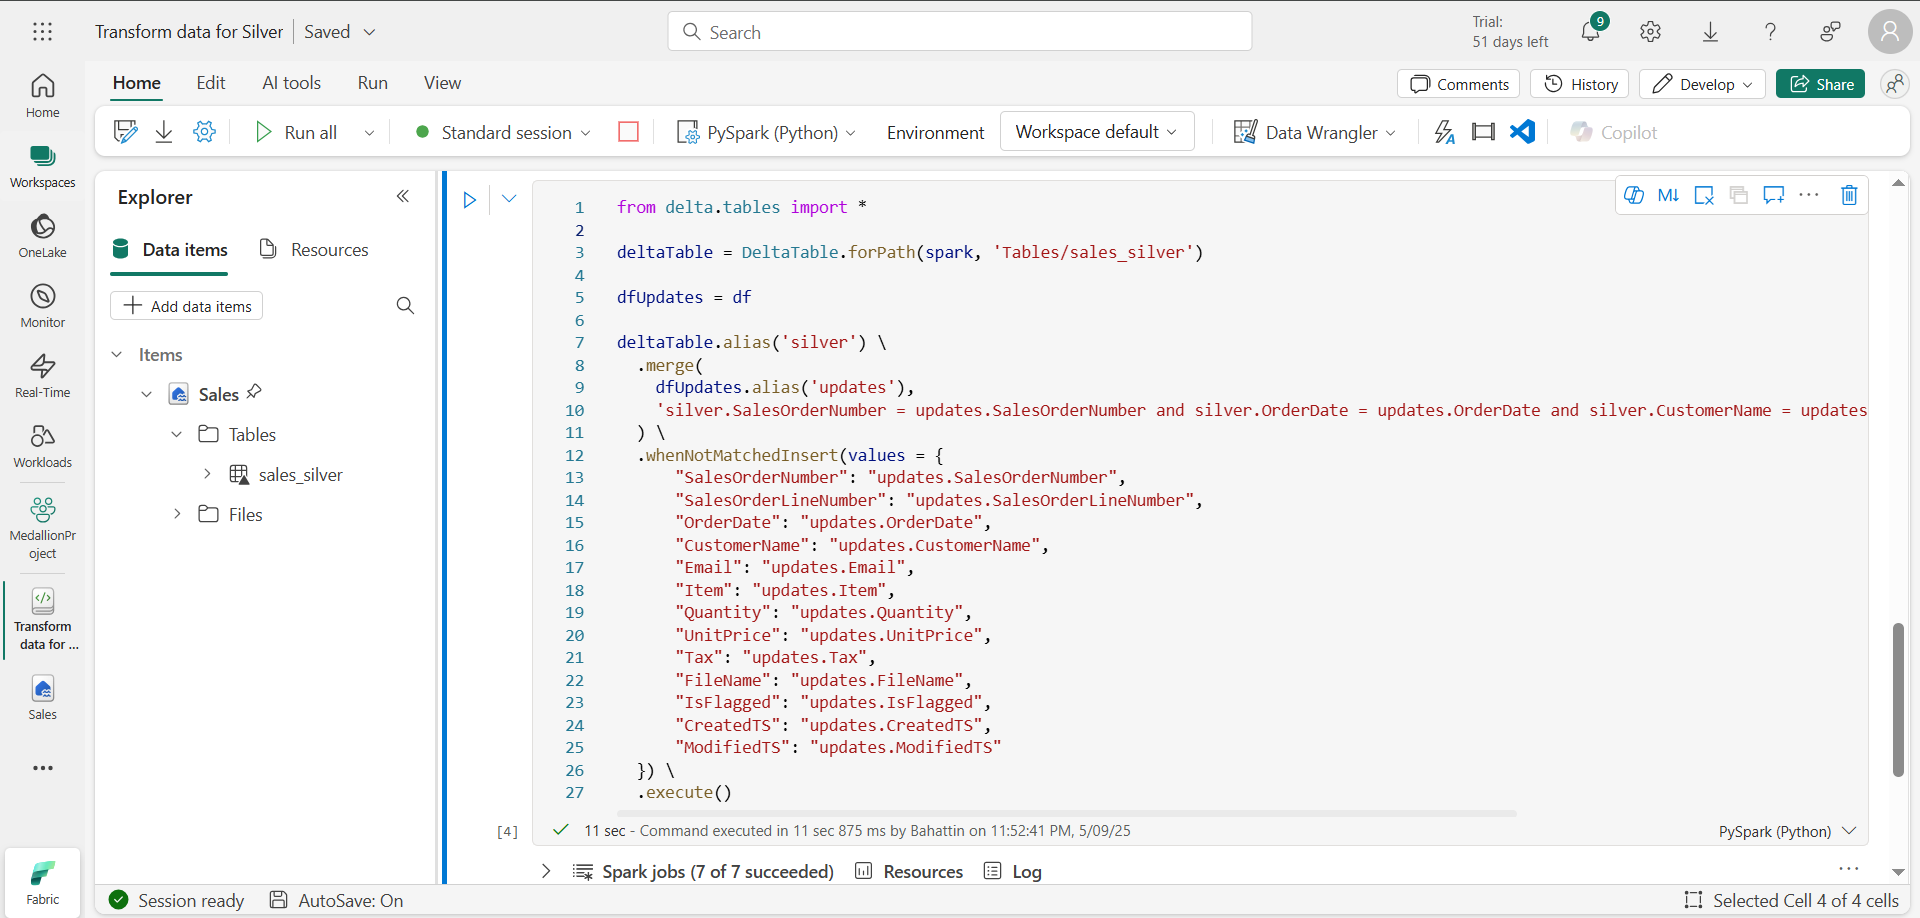 Transform data for Silver
Saved
Search
Trial:
51 days left
9
Home
Edit
AI tools
Run
View
Comments
History
Develop
Share
Run all
Standard session
PySpark (Python)
Environment
Workspace default
Data Wrangler
Copilot
Home
Workspaces
OneLake
Monitor
Real-Time
Workloads
MedallionPr
oject
Transform
data for ...
Sales
Fabric
Explorer
Data items
Resources
Add data items
Items
Sales
Tables
sales_silver
Files
M↓
1 from delta.tables import *
2
3 deltaTable = DeltaTable.forPath(spark, 'Tables/sales_silver')
4
5 dfUpdates = df
6
7 deltaTable.alias('silver') \
8 .merge(
9 dfUpdates.alias('updates'),
10 'silver.SalesOrderNumber = updates.SalesOrderNumber and silver.OrderDate = updates.OrderDate and silver.CustomerName = updates
11 ) \
12 .whenNotMatchedInsert(values = {
13 "SalesOrderNumber": "updates.SalesOrderNumber",
14 "SalesOrderLineNumber": "updates.SalesOrderLineNumber",
15 "OrderDate": "updates.OrderDate",
16 "CustomerName": "updates.CustomerName",
17 "Email": "updates.Email",
18 "Item": "updates.Item",
19 "Quantity": "updates.Quantity",
20 "UnitPrice": "updates.UnitPrice",
21 "Tax": "updates.Tax",
22 "FileName": "updates.FileName",
23 "IsFlagged": "updates.IsFlagged",
24 "CreatedTS": "updates.CreatedTS",
25 "ModifiedTS": "updates.ModifiedTS"
26 }) \
27 .execute()
[4]
11 sec - Command executed in 11 sec 875 ms by Bahattin on 11:52:41 PM, 5/09/25
PySpark (Python)
Spark jobs (7 of 7 succeeded)
Resources
Log
Session ready
AutoSave: On
Selected Cell 4 of 4 cells